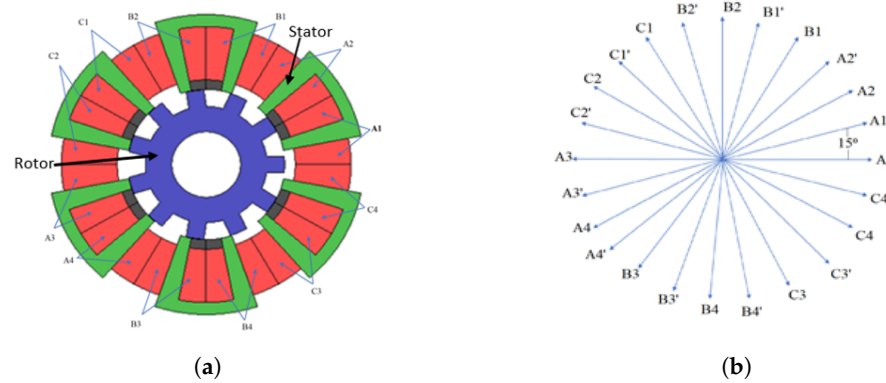 B2
B1
C1
Stator
A2
C2
A1
Rotor
A3
C4
A4
C3
B3
B4
(a)
B2
B2'
B1'
C1
B1
C1'
A2'
C2
A2
C2'
A1
15°
A3
A
A3'
C4
A4
C4
A4'
C3'
B3
C3
B3'
B4
B4'
(b)